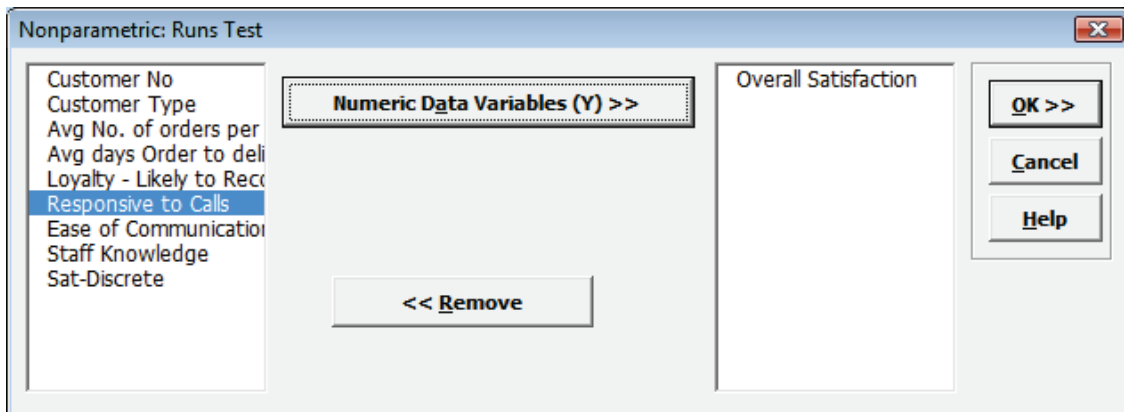 Nonparametric: Runs Test
Customer No
Customer Type
Avg No. of orders per
Avg days Order to deli
Loyalty - Likely to Reco
Responsive to Calls
Ease of Communication
Staff Knowledge
Sat-Discrete
Numeric Data Variables (Y) >>
<< Remove
Overall Satisfaction
OK >>
Cancel
Help